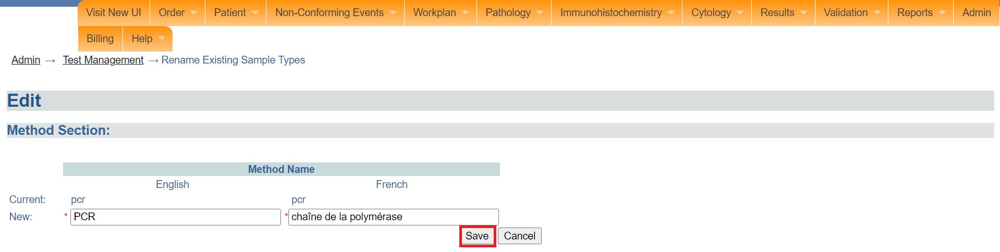 Visit New UI Order Patient Non-Conforming Events Workplan Pathology Immunohistochemistry Cytology Results Validation Reports Admin
Billing Help
Admin → Test Management → Rename Existing Sample Types
Edit
Method Section:
Method Name
English French
Current: pcr pcr
New: * PCR * chaîne de la polymérase
Save Cancel